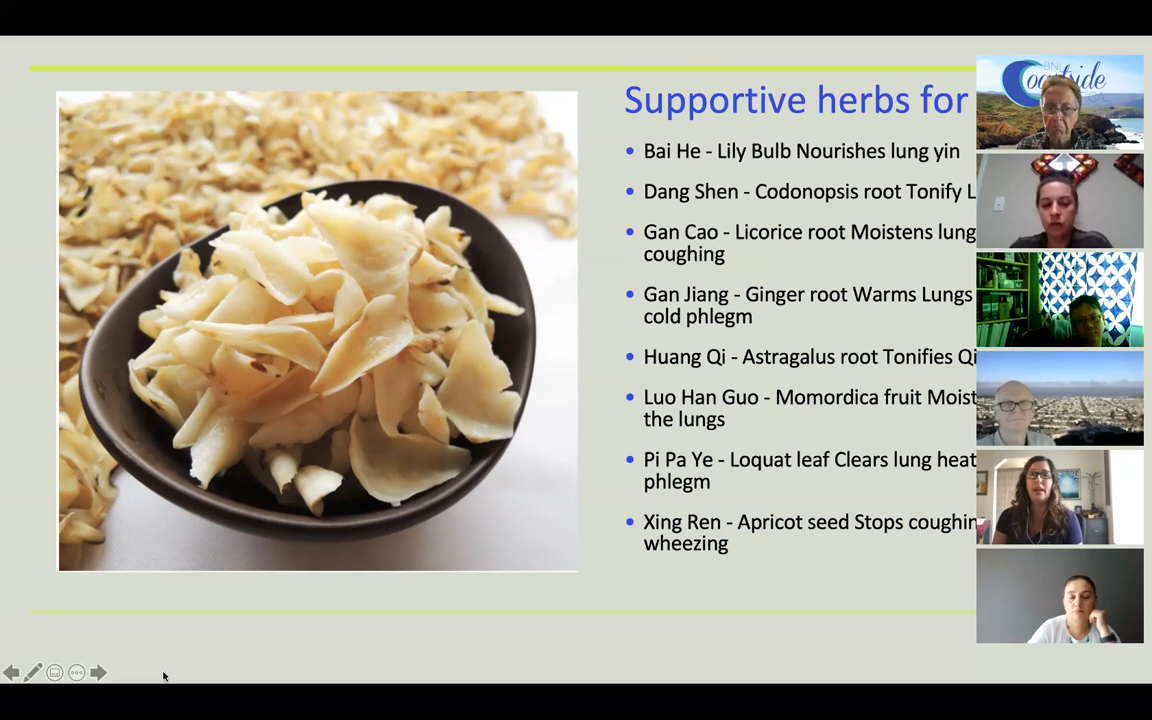 Supportive herbs for
Bai He - Lily Bulb Nourishes lung yin
Dang Shen - Codonopsis root Tonify
Gan Cao - Licorice root Moistens lung
coughing
Gan Jiang - Ginger root Warms Lungs
cold phlegm
Huang Qi - Astragalus root Tonifies Qi
Luo Han Guo - Momordica fruit
the lungs
Pi Pa Ye - Loquat leaf Clears lung heat
phlegm
Xing Ren - Apricot seed Stops
wheezing
BNI